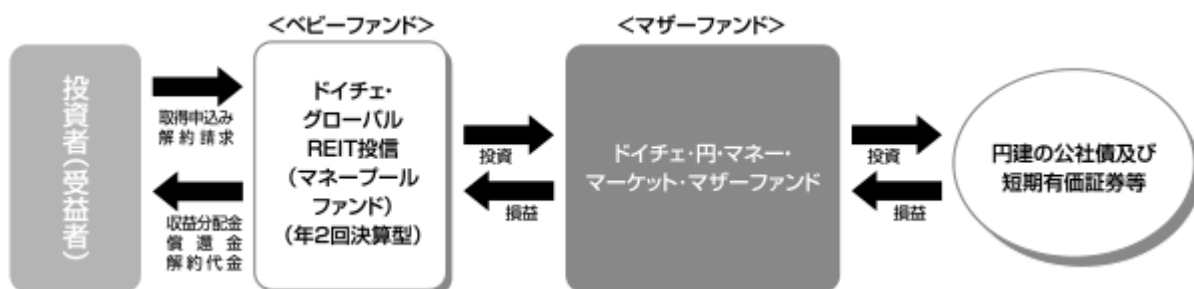 <ベビーファンド>
<マザーファンド>
投資者(受益者)
取得申込み
解約請求
収益分配金
償還金
解約代金
ドイチェ・
グローバル
REIT投信
(マネープール
ファンド)
(年2回決算型)
投資
損益
ドイチェ・円・マネー・
マーケット・マザーファンド
投資
損益
円建の公社債及び
短期有価証券等